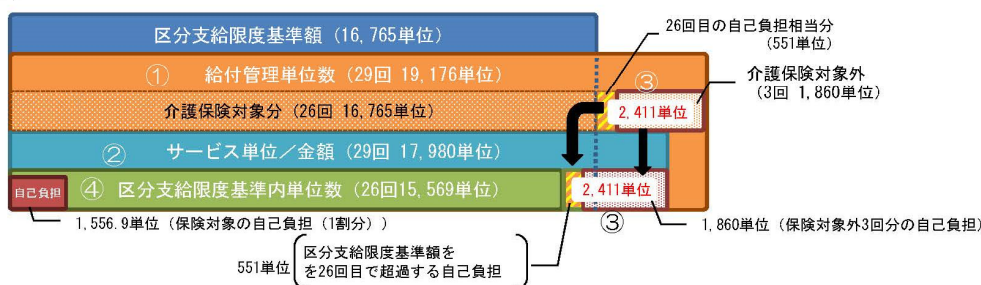 区分支給限度基準額(16,765単位)
26回目の自己負担相当分
(551単位)
① 給付管理単位数(29回 19,176単位)
③
介護保険対象外
(3回 1,860単位)
介護保険対象分(26回 16,765単位)
2,411単位
② サービス単位/金額(29回 17,980単位)
自己負担
④ 区分支給限度基準内単位数(26回15,569単位)
2,411単位
③
1,556.9単位(保険対象の自己負担(1割分))
1,860単位(保険対象外3回分の自己負担)
551単位
区分支給限度基準額を
を26回目で超過する自己負担